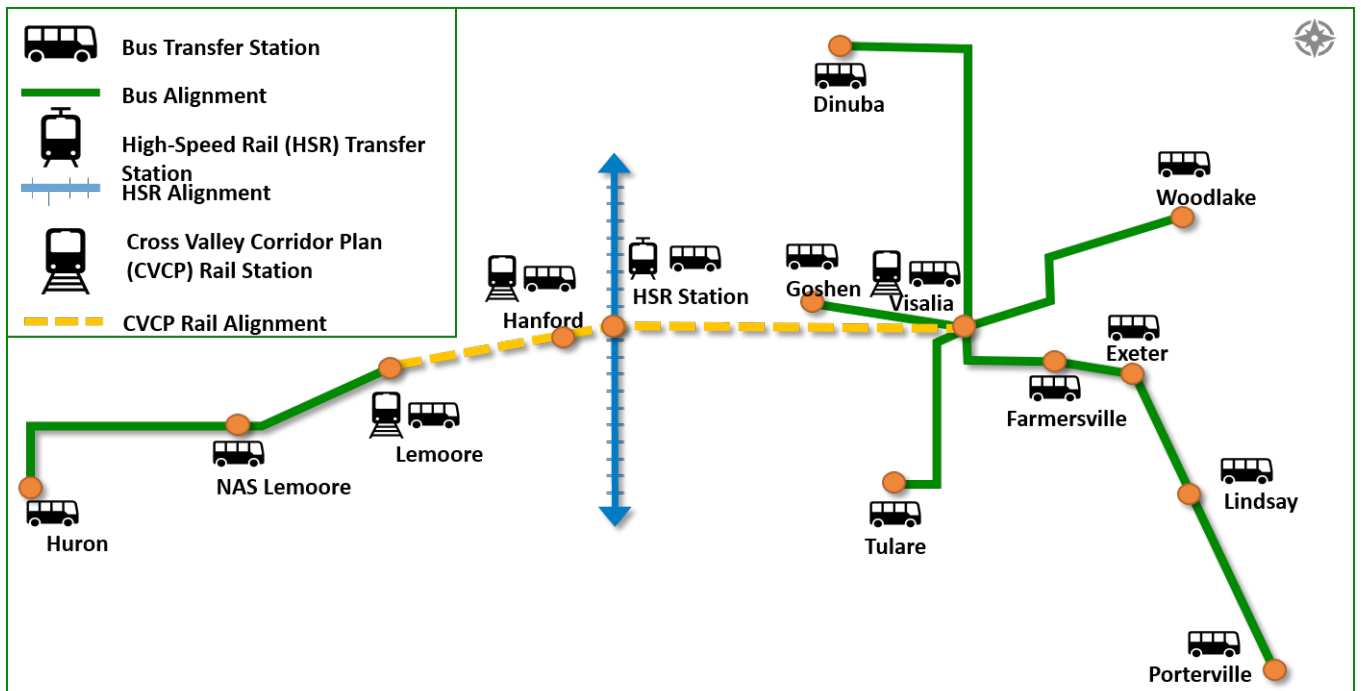 Bus Transfer Station
Bus Alignment
High-Speed Rail (HSR) Transfer
Station
HSR Alignment
Cross Valley Corridor Plan
(CVCP) Rail Station
CVCP Rail Alignment
Dinuba
Woodlake
HSR Station
Goshen
Visalia
Hanford
Exeter
Farmersville
Lemoore
NAS Lemoore
Lindsay
Huron
Tulare
Porterville